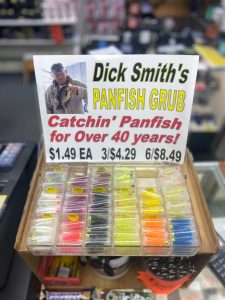 Dick Smith's
PANFISH GRUB
Catchin' Panfish
for Over 40 years!
$1.49 EA 3/$4.29 6/$8.49